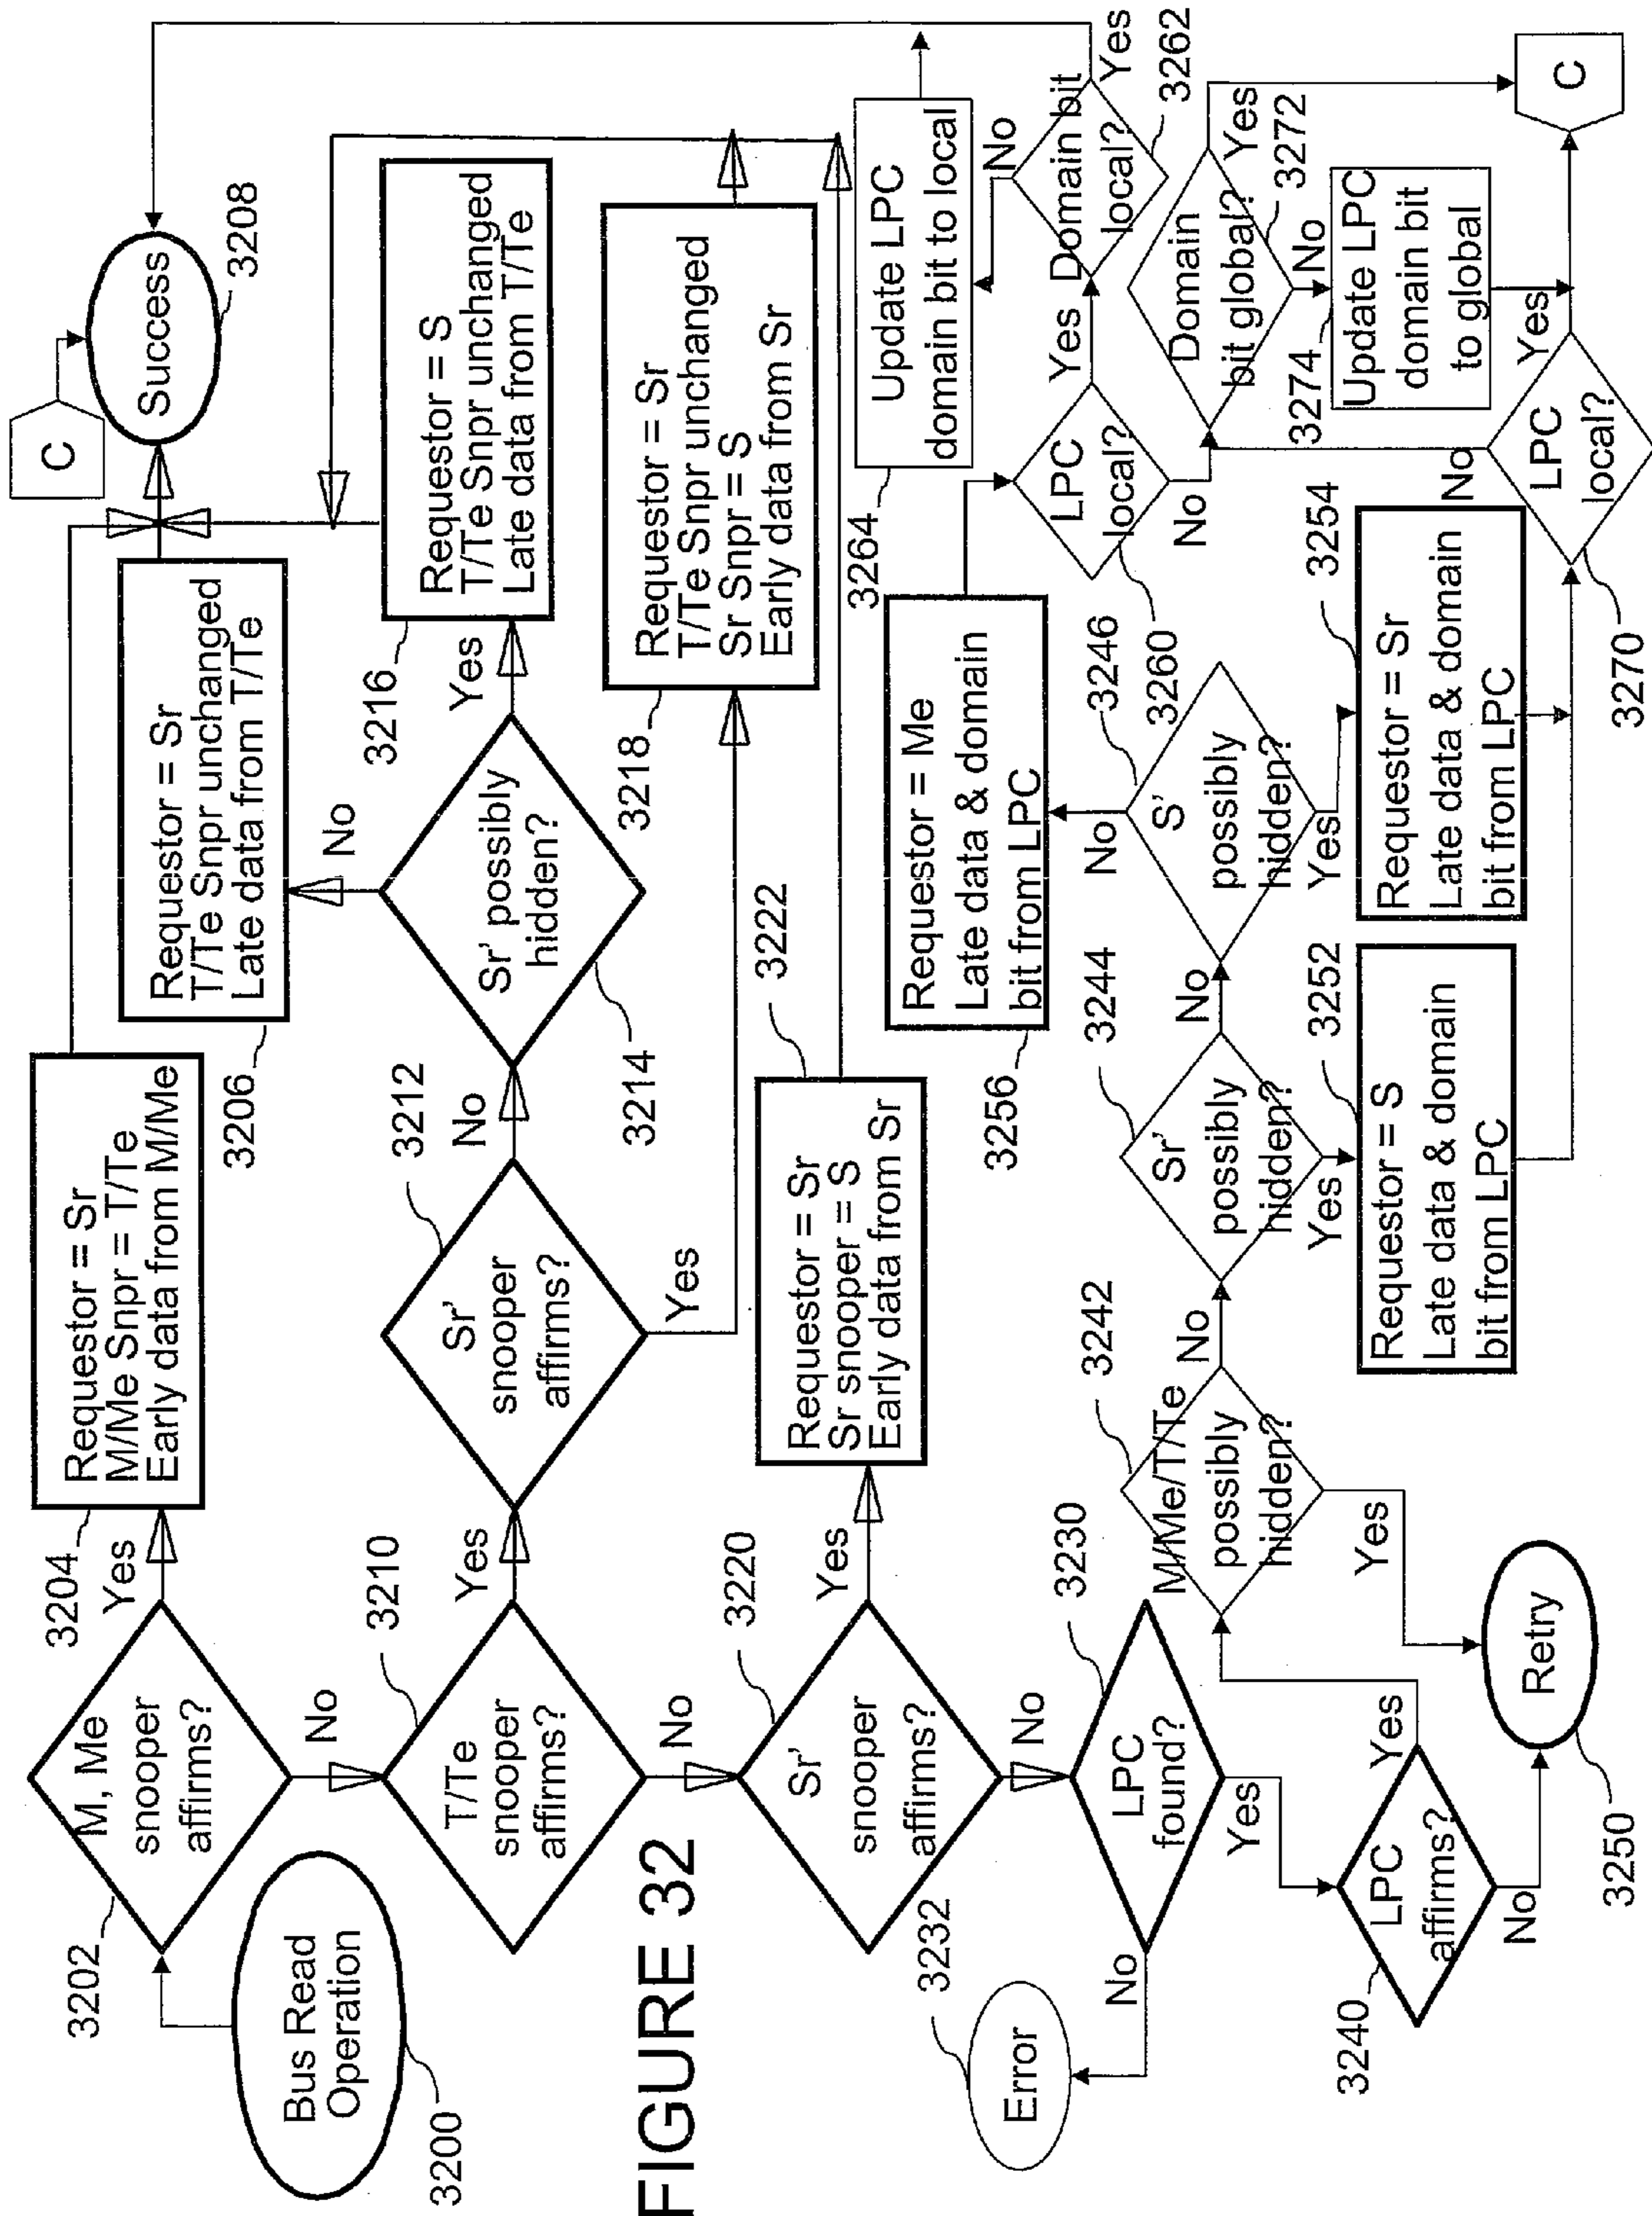 FIGURE 32
Bus Read
Operation
3200
3202
M, Me
snooper
affirms?
Yes
No
3204
Requestor = Sr
M/Me Snpr = T/Te
Early data from M/Me
3206
Requestor = Sr
T/Te Snpr unchanged
Late data from T/Te
C
Success
3208
3210
T/Te
snooper
affirms?
Yes
No
3212
Sr'
snooper
affirms?
No
Yes
3214
Sr' possibly
hidden?
No
Yes
3216
Requestor = S
T/Te Snpr unchanged
Late data from T/Te
3218
Requestor = Sr
T/Te Snpr unchanged
Sr Snpr = S
Early data from Sr
3220
Sr'
snooper
affirms?
Yes
No
3222
Requestor = Sr
Sr snooper = S
Early data from Sr
3230
LPC
found?
No
Yes
3232
Error
3240
LPC
affirms?
Yes
No
3242
M/Me/T/Te
possibly
hidden?
No
Yes
3250
Retry
3244
Sr'
possibly
hidden?
No
Yes
3246
S'
possibly
hidden?
No
Yes
3252
Requestor = S
Late data & domain
bit from LPC
3254
Requestor = Sr
Late data & domain
bit from LPC
3256
Requestor = Me
Late data & domain
bit from LPC
3260
LPC
local?
Yes
No
3262
Domain bit
local?
No
Yes
3264
Update LPC
domain bit to local
3270
LPC
local?
No
Yes
3272
Domain
bit global?
Yes
No
3274
Update LPC
domain bit
to global
C